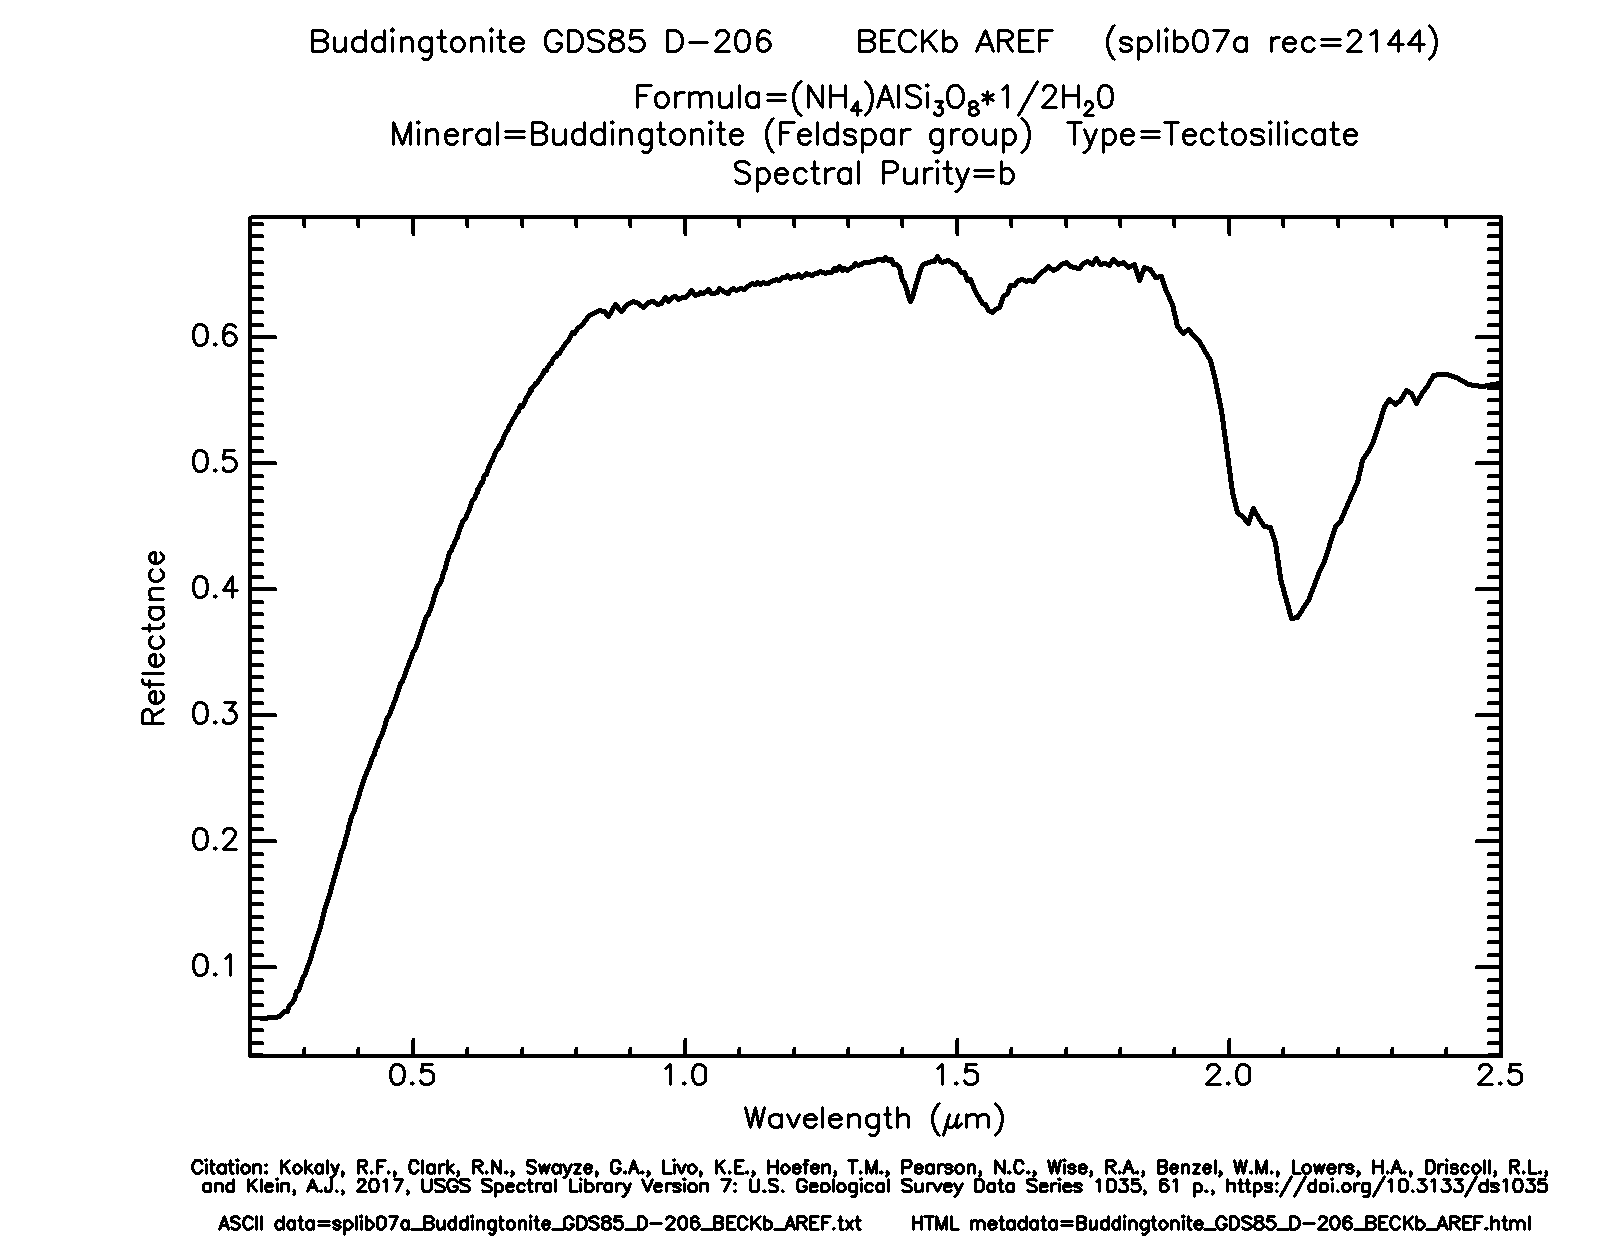 Buddingtonite GDS85 D-206 BECKb AREF (splib07a rec=2144)
Formula=(NH₄)AlSi₃O₈*1/2H₂0
Mineral=Buddingtonite (Feldspar group) Type=Tectosilicate
Spectral Purity=b
0.6
0.5
0.4
0.3
0.2
0.1
Reflectance
0.5 1.0 1.5 2.0 2.5
Wavelength (μm)
Citation: Kokaly, R.F., Clark, R.N., Swayze, G.A., Livo, K.E., Hoefen, T.M., Pearson, N.C., Wise, R.A., Benzel, W.M., Lowers, H.A., Driscoll, R.L.,
and Klein, A.J., 2017, USGS Spectral Library Version 7: U.S. Geological Survey Data Series 1035, 61 p., https://doi.org/10.3133/ds1035
ASCII data=splib07a_Buddingtonite_GDS85_D-206_BECKb_AREF.txt HTML metadata=Buddingtonite_GDS85_D-206_BECKb_AREF.html